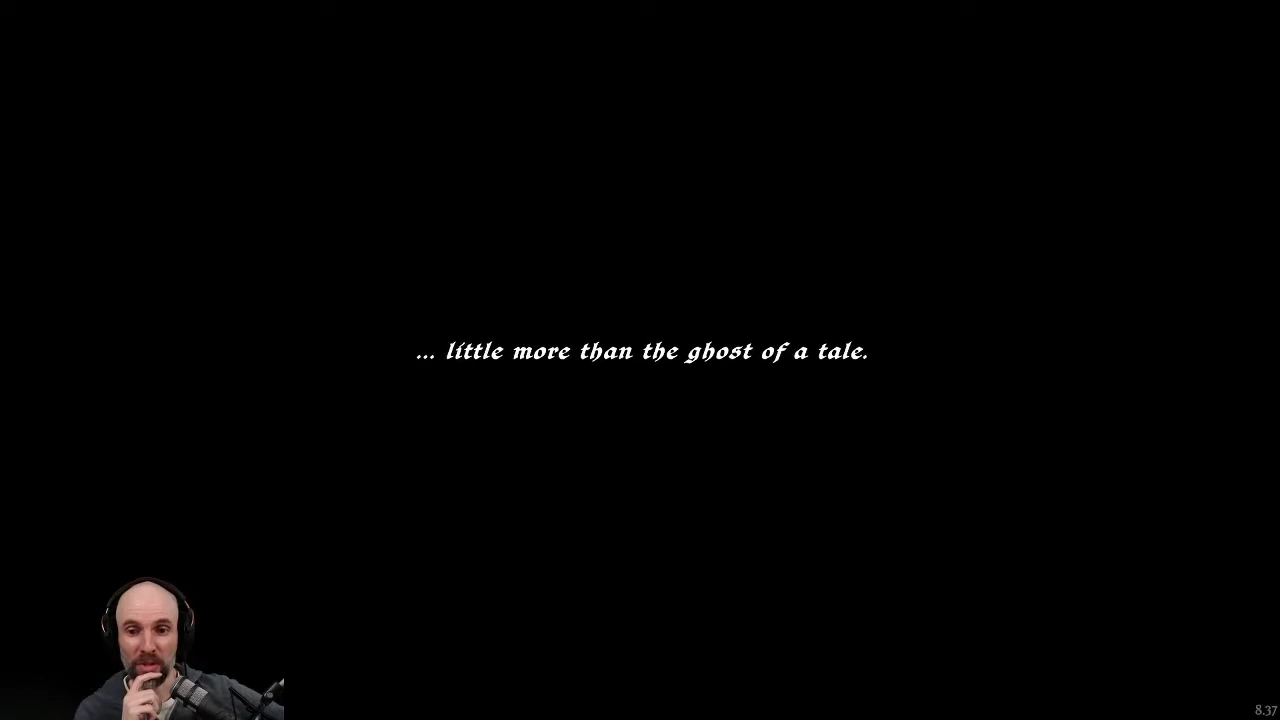 ... little more than the ghost of a tale.
8.37